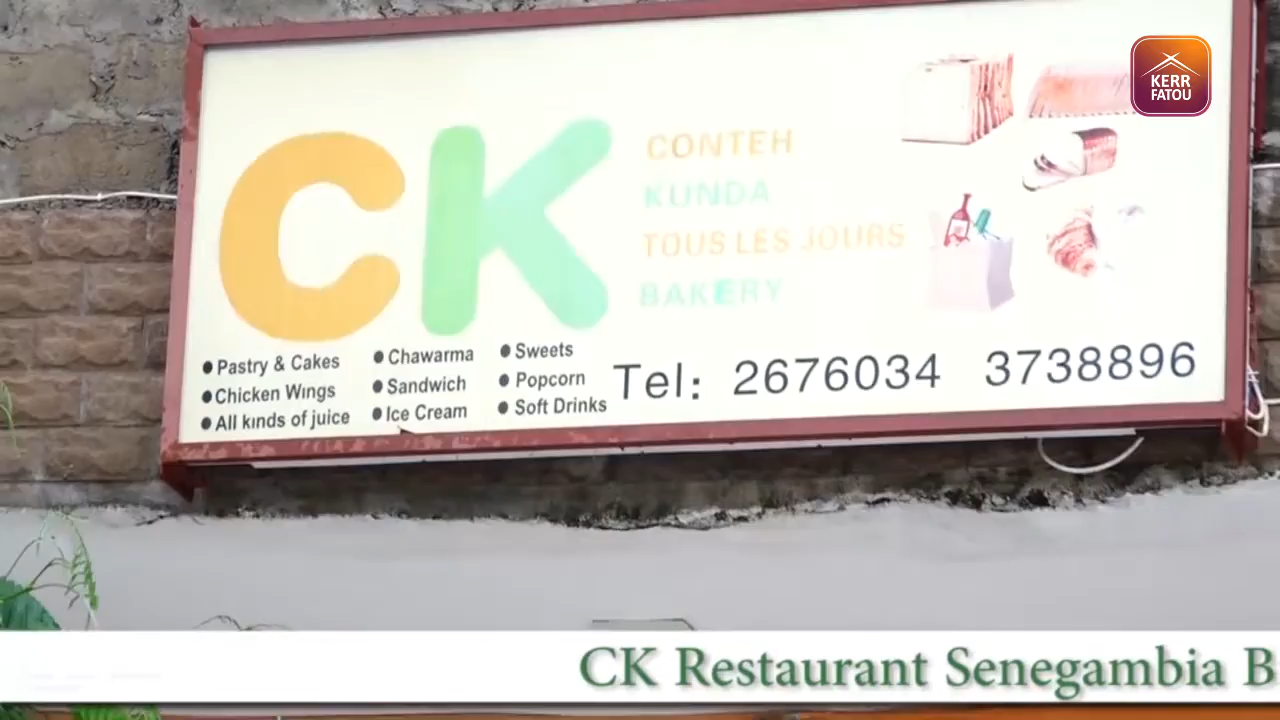 KERR
FATOU
CK
CONTEH
KUNDA
TOUS LES JOURS
BAKERY
Pastry & Cakes
Chicken Wings
All kinds of juice
Chawarma
Sandwich
Ice Cream
Sweets
Popcorn
Soft Drinks
Tel: 2676034 3738896
CK Restaurant Senegambia B